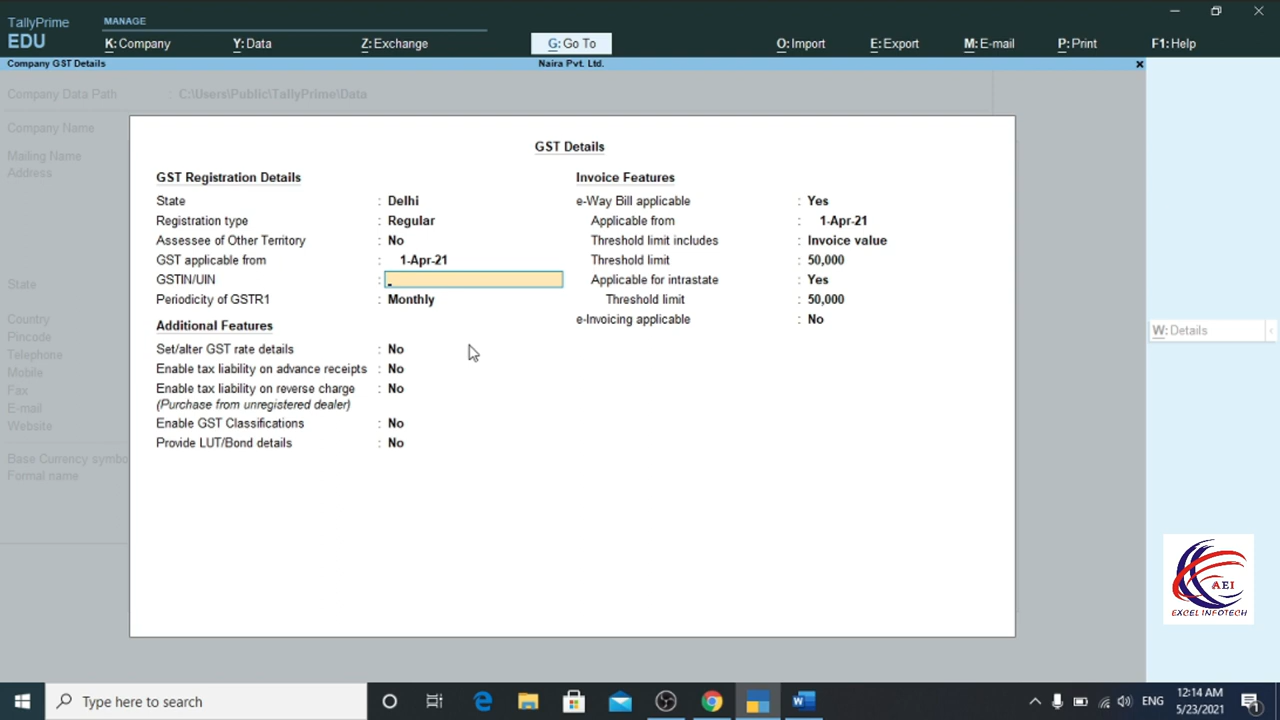 TallyPrime
EDU
MANAGE
K: Company
Y: Data
Z: Exchange
G: Go To
O: Import
E: Export
M: E-mail
P: Print
F1: Help
Company GST Details
Naira Pvt. Ltd.
×
Company Data Path : C:\Users\Public\TallyPrime\Data
Company Name
Mailing Name
Address
State
Country
Pincode
Telephone
Mobile
Fax
E-mail
Website
Base Currency symbo
Formal name
GST Details
GST Registration Details
State : Delhi
Registration type : Regular
Assessee of Other Territory : No
GST applicable from : 1-Apr-21
GSTIN/UIN :
Periodicity of GSTR1 : Monthly
Additional Features
Set/alter GST rate details : No
Enable tax liability on advance receipts : No
Enable tax liability on reverse charge : No
(Purchase from unregistered dealer)
Enable GST Classifications : No
Provide LUT/Bond details : No
Invoice Features
e-Way Bill applicable : Yes
Applicable from : 1-Apr-21
Threshold limit includes : Invoice value
Threshold limit : 50,000
Applicable for intrastate : Yes
Threshold limit : 50,000
e-Invoicing applicable : No
W: Details
AEI
EXCEL INFOTECH
Type here to search
ENG
12:14 AM
5/23/2021
1